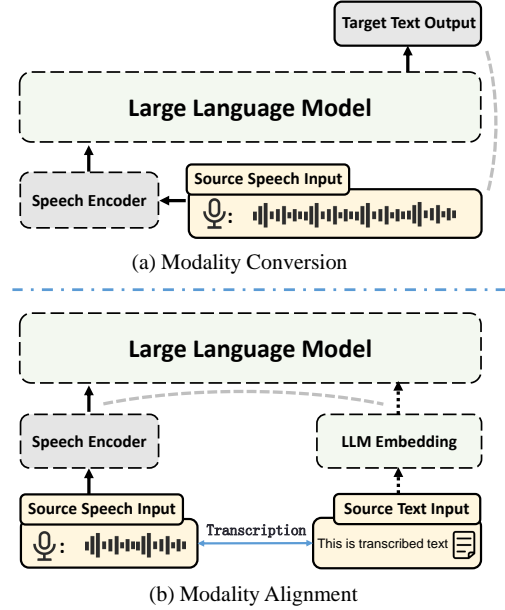 Target Text Output
Large Language Model
Source Speech Input
Speech Encoder
:
(a) Modality Conversion
Large Language Model
Speech Encoder
LLM Embedding
Source Speech Input
Source Text Input
Transcription
:
This is transcribed text
(b) Modality Alignment